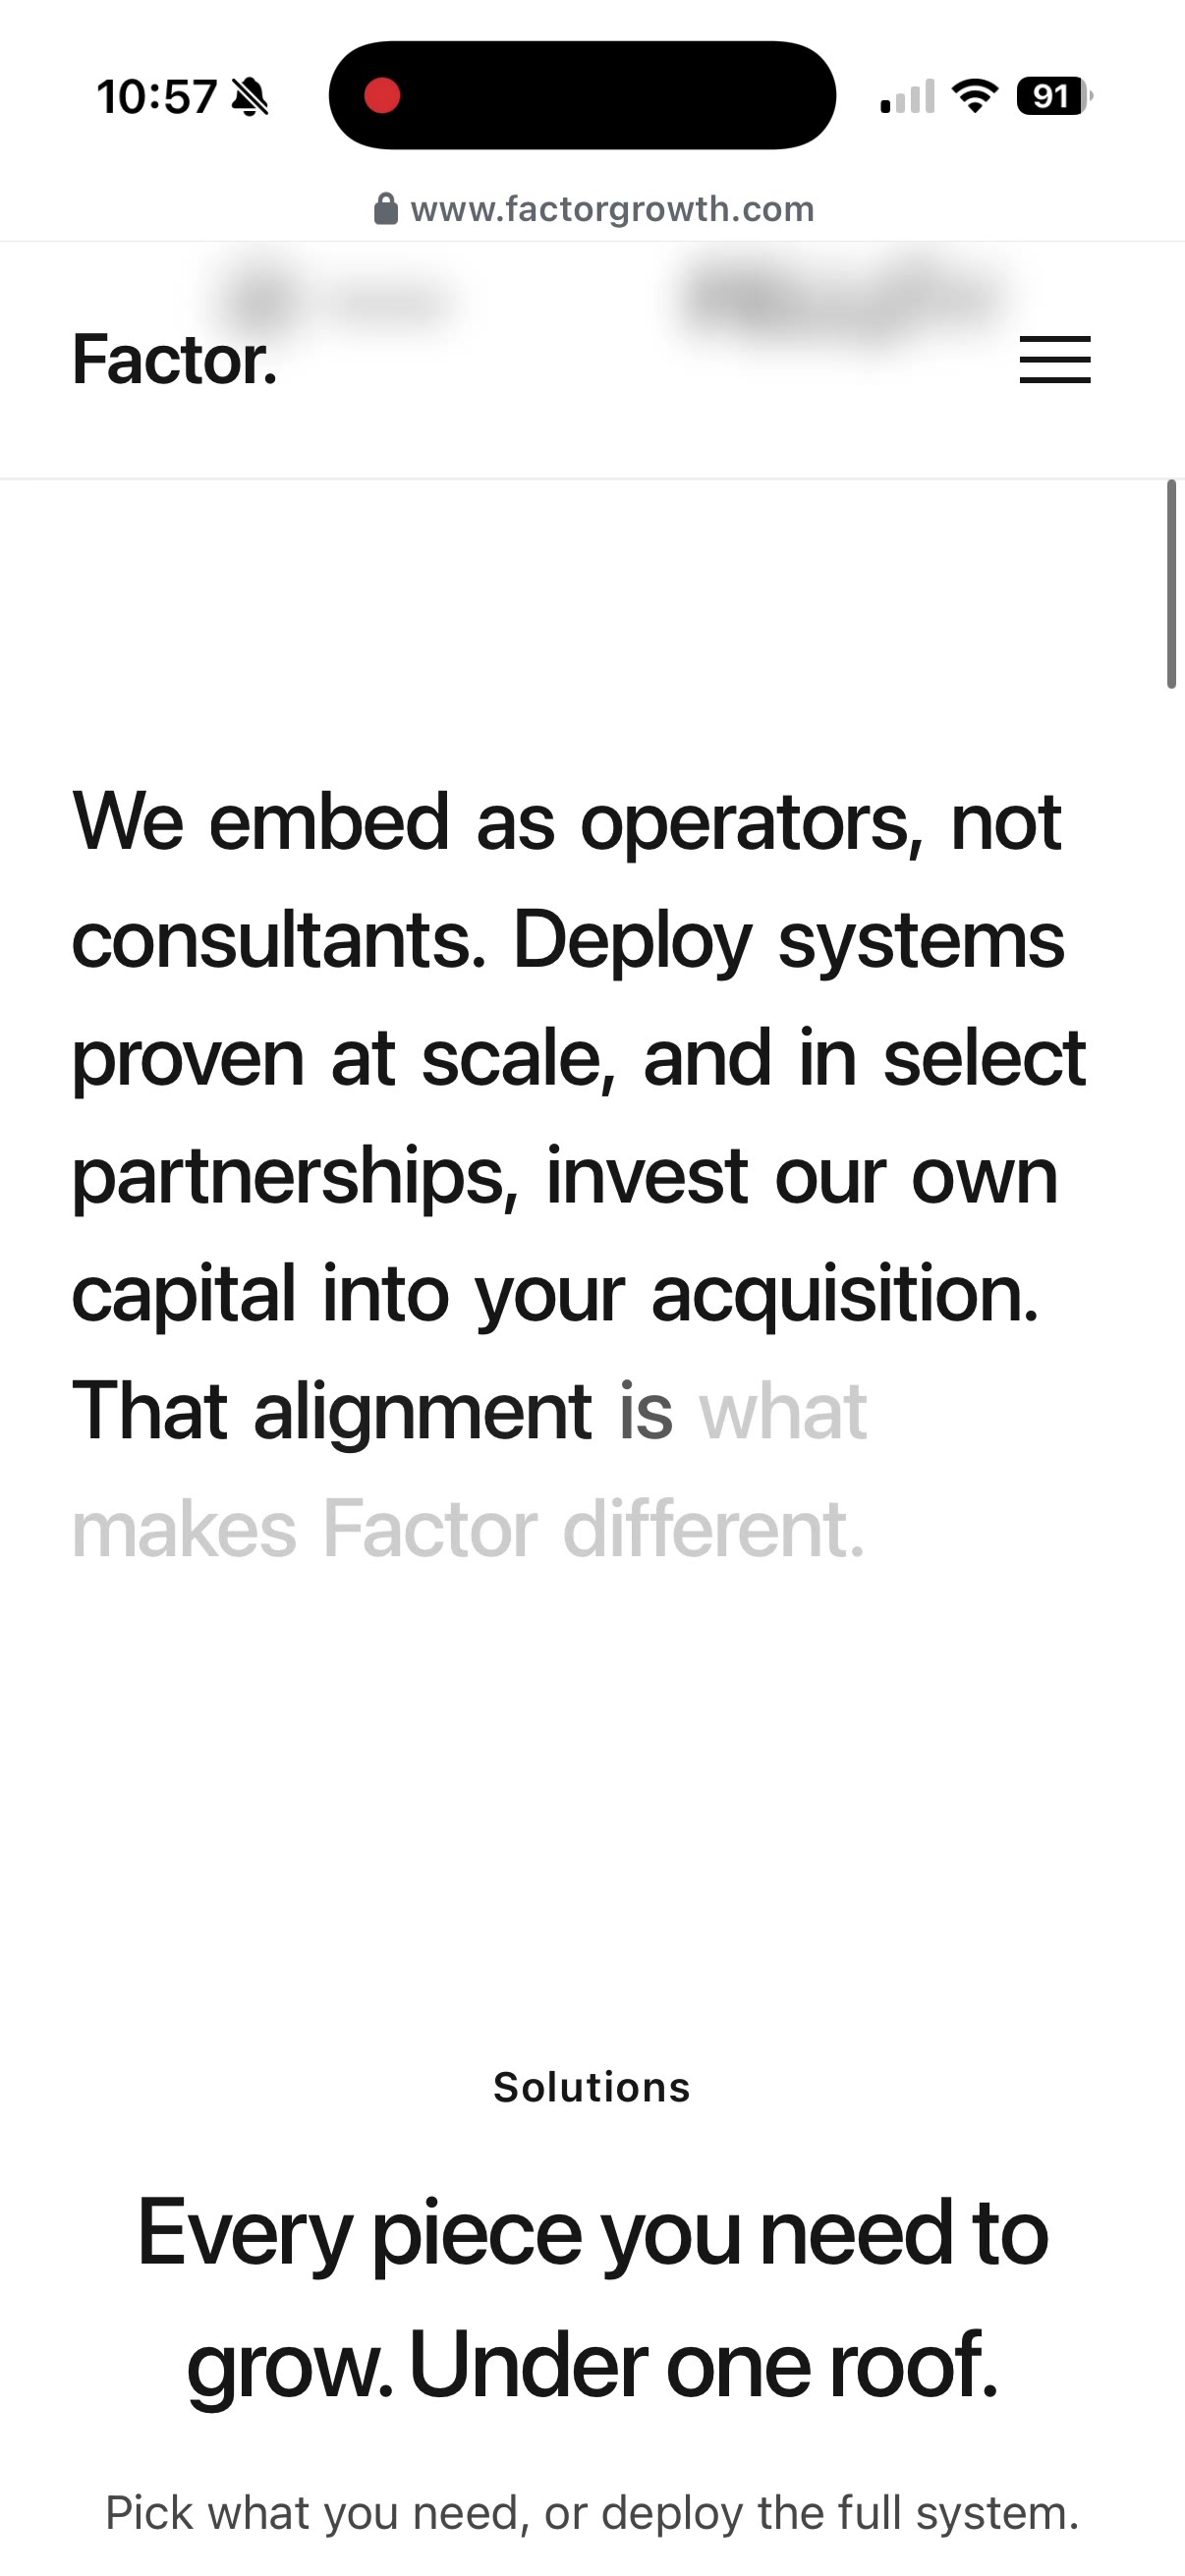 10:57
91
www.factorgrowth.com
Factor.
We embed as operators, not
consultants. Deploy systems
proven at scale, and in select
partnerships, invest our own
capital into your acquisition.
That alignment is what
makes Factor different.
Solutions
Every piece you need to
grow. Under one roof.
Pick what you need, or deploy the full system.